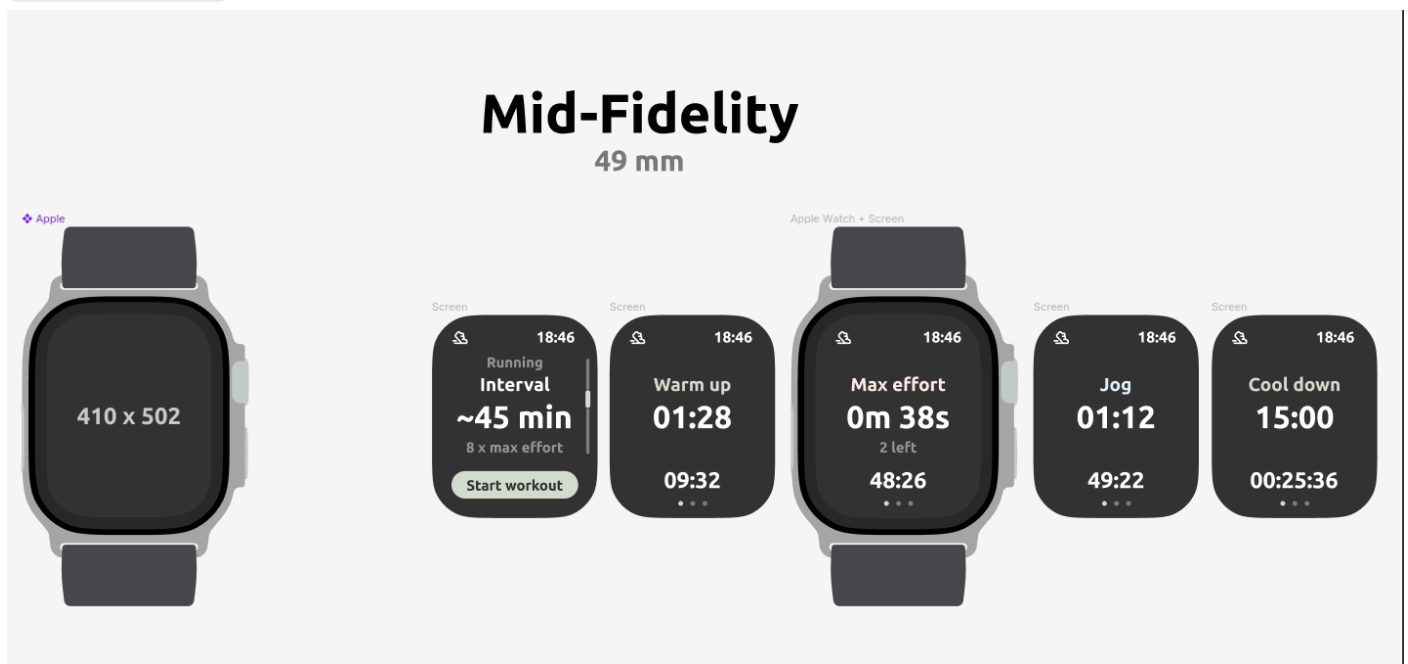 Mid-Fidelity
49 mm
Apple
410 x 502
Screen
18:46
Running
Interval
~45 min
8 x max effort
Start workout
Screen
18:46
Warm up
01:28
09:32
Apple Watch + Screen
18:46
Max effort
0m 38s
2 left
48:26
Screen
18:46
Jog
01:12
49:22
Screen
18:46
Cool down
15:00
00:25:36